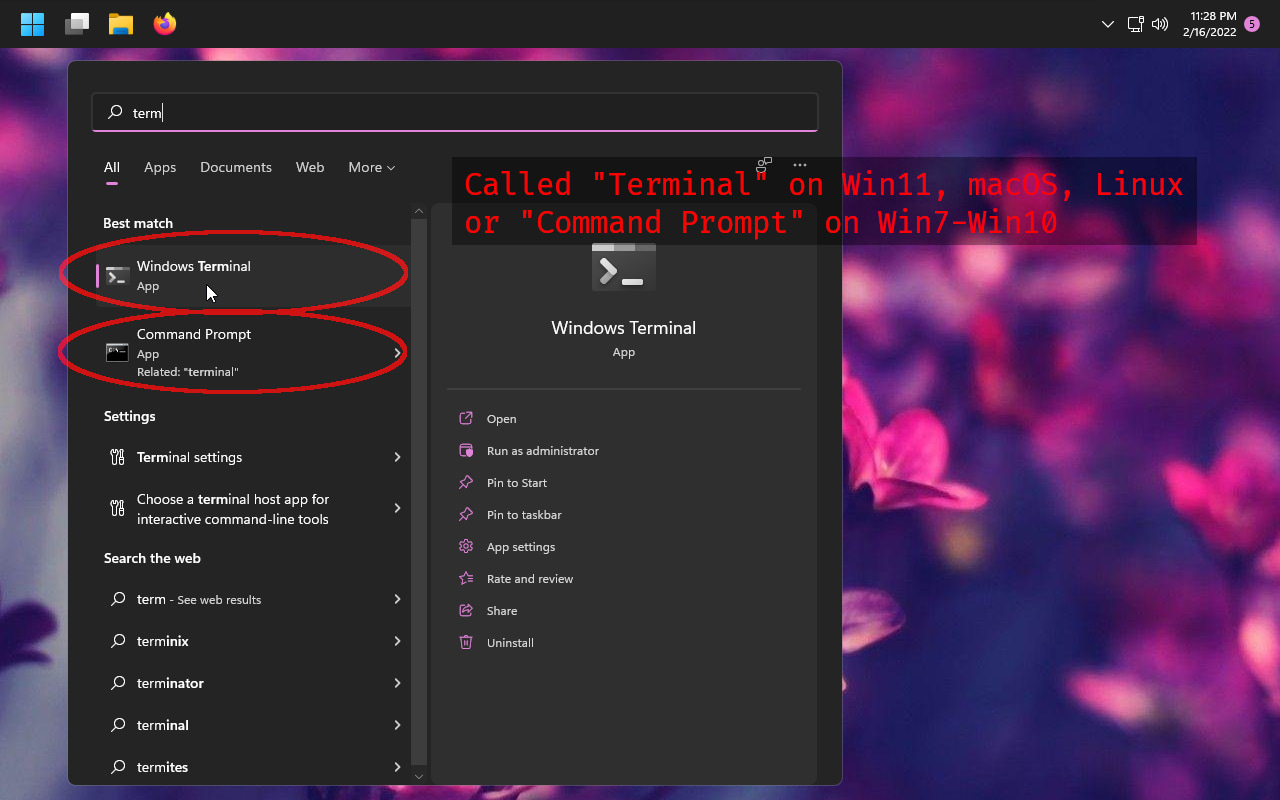 11:28 PM
2/16/2022
5
term
All Apps Documents Web More
Called "Terminal" on Win11, macOS, Linux
or "Command Prompt" on Win7-Win10
Best match
Windows Terminal
App
Command Prompt
App
Related: "terminal"
Settings
Terminal settings
Choose a terminal host app for
interactive command-line tools
Search the web
term - See web results
terminix
terminator
terminal
termites
Windows Terminal
App
Open
Run as administrator
Pin to Start
Pin to taskbar
App settings
Rate and review
Share
Uninstall